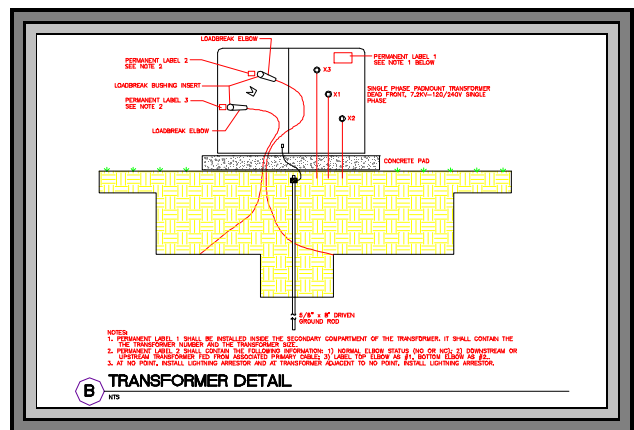 LOADBREAK ELBOW
PERMANENT LABEL 2
SEE NOTE 2
PERMANENT LABEL 1
SEE NOTE 1 BELOW
X3
LOADBREAK BUSHING INSERT
SINGLE PHASE PADMOUNT TRANSFORMER
DEAD FRONT, 7.2KV-120/240V SINGLE
PHASE
X1
PERMANENT LABEL 3
SEE NOTE 2
X2
LOADBREAK ELBOW
CONCRETE PAD
5/8" x 8' DRIVEN
GROUND ROD
NOTES:
1. PERMANENT LABEL 1 SHALL BE INSTALLED INSIDE THE SECONDARY COMPARTMENT OF THE TRANSFORMER. IT SHALL CONTAIN THE
THE TRANSFORMER NUMBER AND THE TRANSFORMER SIZE.
2. PERMANENT LABEL 2 SHALL CONTAIN THE FOLLOWING INFORMATION: 1) NORMAL ELBOW STATUS (NO OR NC); 2) DOWNSTREAM OR
UPSTREAM TRANSFORMER FED FROM ASSOCIATED PRIMARY CABLE; 3) LABEL TOP ELBOW AS #1, BOTTOM ELBOW AS #2.
3. AT NO POINT, INSTALL LIGHTNING ARRESTOR AND AT TRANSFORMER ADJACENT TO NO POINT, INSTALL LIGHTNING ARRESTOR.
B
TRANSFORMER DETAIL
NTS